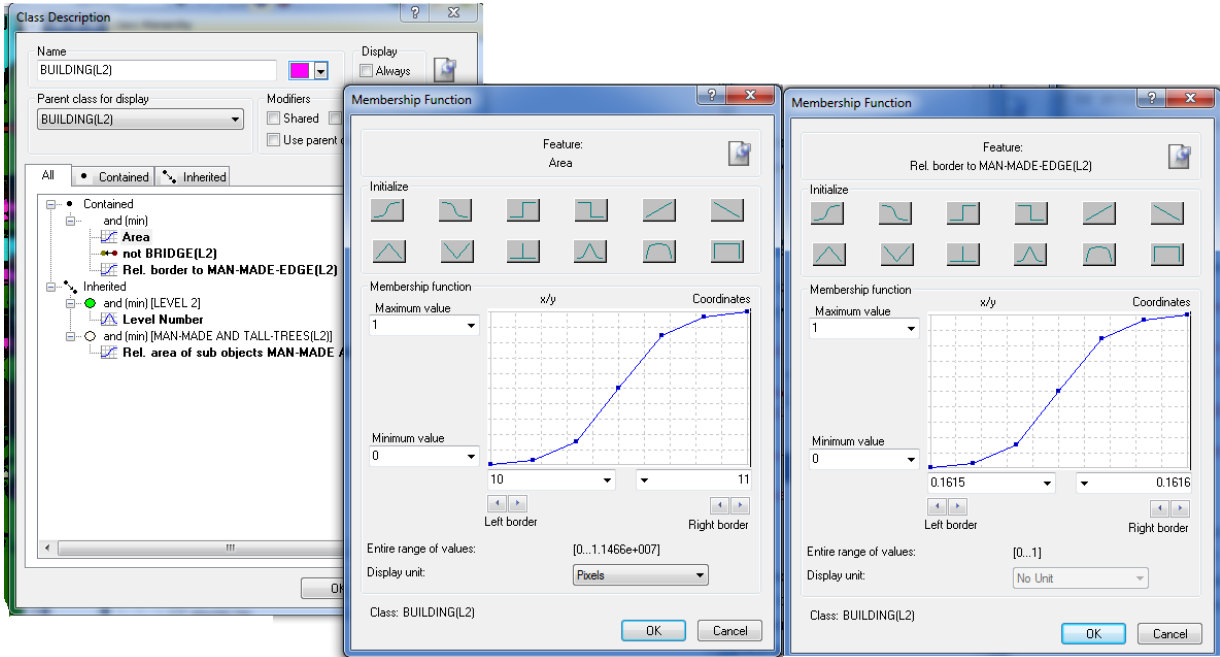 Class Description
Name
BUILDING(L2)
Display
Always
Parent class for display
BUILDING(L2)
Modifiers
Shared
Use parent
All
Contained
Inherited
Contained
and (min)
Area
not BRIDGE(L2)
Rel. border to MAN-MADE-EDGE(L2)
Inherited
and (min) [LEVEL 2]
Level Number
and (min) [MAN-MADE AND TALL-TREES(L2)]
Rel. area of sub objects MAN-MADE A
Membership Function
Feature:
Area
Initialize
Membership function
Maximum value
x/y
Coordinates
1
Minimum value
0
10
11
Left border
Right border
Entire range of values:
[0...1.1466e+007]
Display unit:
Pixels
Class: BUILDING(L2)
OK
Cancel
Membership Function
Feature:
Rel. border to MAN-MADE-EDGE(L2)
Initialize
Membership function
Maximum value
x/y
Coordinates
1
Minimum value
0
0.1615
0.1616
Left border
Right border
Entire range of values:
[0...1]
Display unit:
No Unit
Class: BUILDING(L2)
OK
Cancel